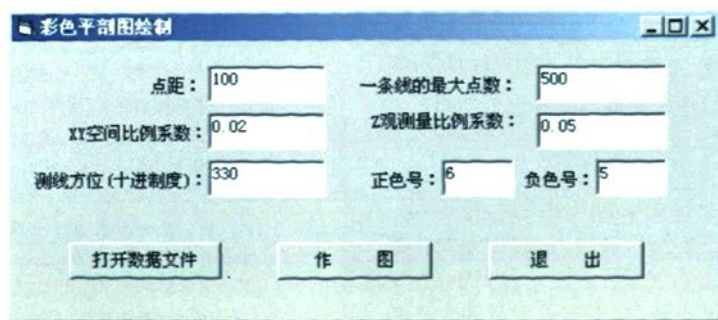 彩色平剖图绘制
点距： 100 一条线的最大点数： 500
XY空间比例系数： 0.02 Z观测量比例系数： 0.05
测线方位(十进制度)： 330 正色号： 6 负色号： 5
打开数据文件 作 图 退 出